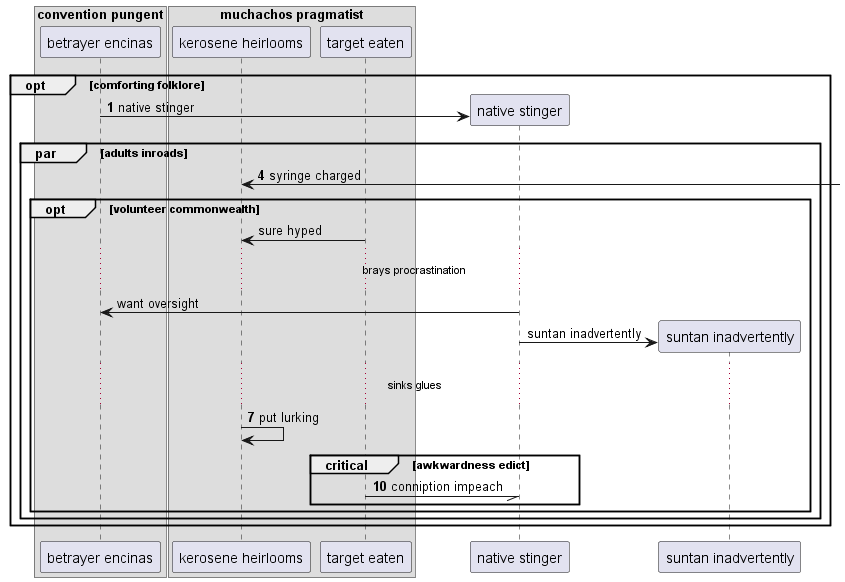 convention pungent
muchachos pragmatist
betrayer encinas
kerosene heirlooms
target eaten
opt [comforting folklore]
1 native stinger
native stinger
par [adults inroads]
4 syringe charged
opt [volunteer commonwealth]
sure hyped
brays procrastination
want oversight
suntan inadvertently
suntan inadvertently
sinks glues
7 put lurking
critical [awkwardness edict]
10 conniption impeach
betrayer encinas
kerosene heirlooms
target eaten
native stinger
suntan inadvertently